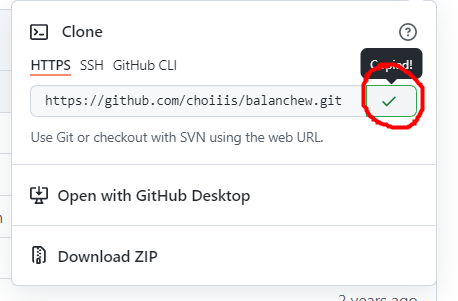 Clone
HTTPS SSH GitHub CLI
Copied!
https://github.com/choiiis/balanchew.git
Use Git or checkout with SVN using the web URL.
Open with GitHub Desktop
Download ZIP
2 years ago